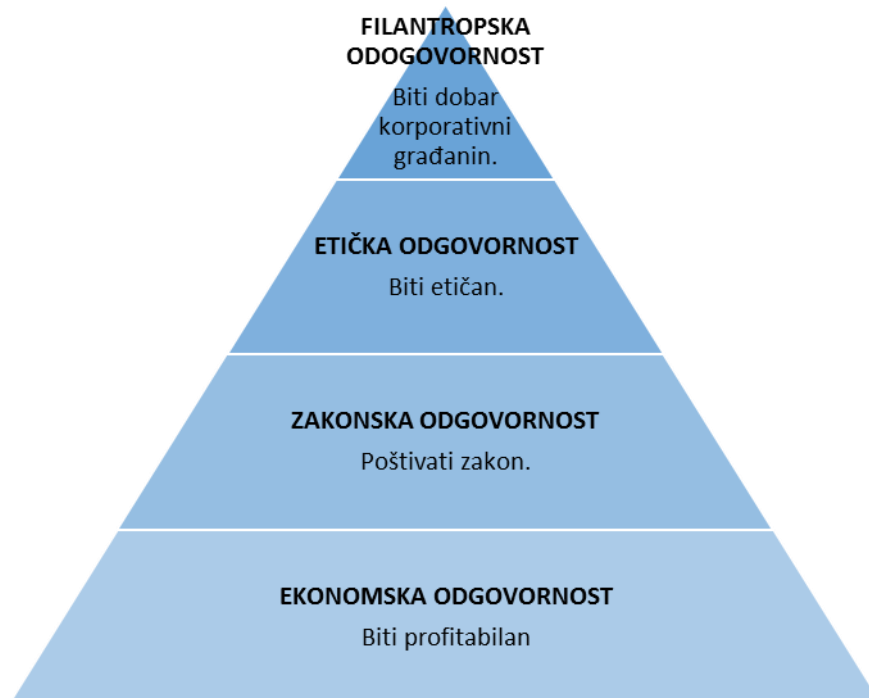 FILANTROPSKA
ODOGOVORNOST
Biti dobar
korporativni
građanin.
ETIČKA ODGOVORNOST
Biti etičan.
ZAKONSKA ODGOVORNOST
Poštivati zakon.
EKONOMSKA ODGOVORNOST
Biti profitabilan